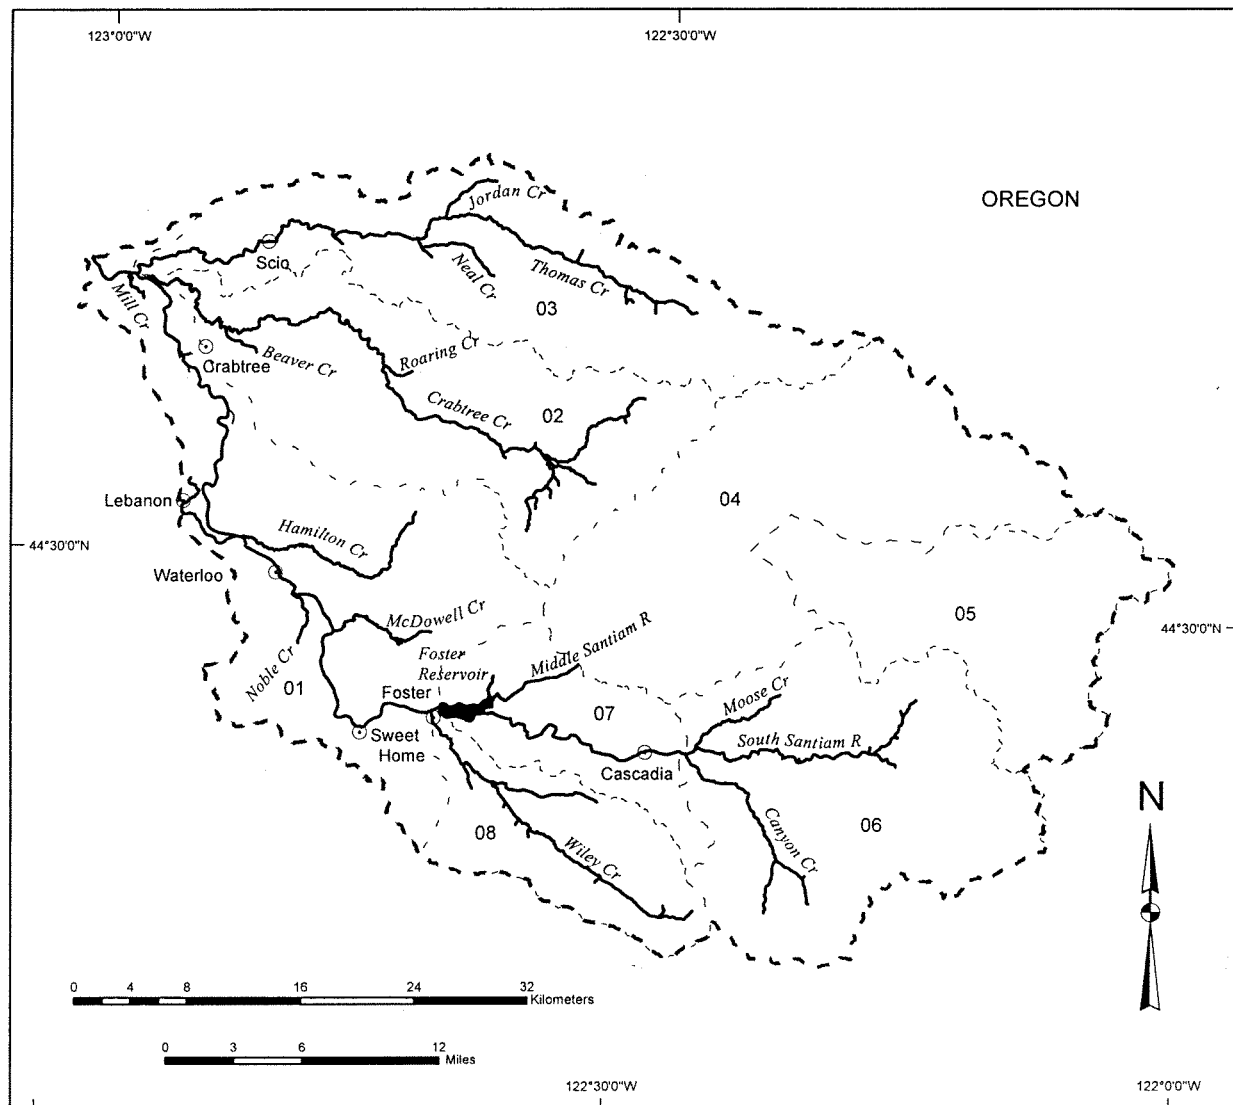 123°0'0"W
122°30'0"W
OREGON
Jordan Cr
Scio
Neal Cr
Thomas Cr
03
Mill Cr
Crabtree
Beaver Cr
Roaring Cr
Crabtree Cr
02
Lebanon
04
Hamilton Cr
44°30'0"N
Waterloo
05
McDowell Cr
44°30'0"N
Foster
Reservoir
Middle Santiam R
Noble Cr
01
Foster
Moose Cr
07
Sweet
Home
South Santiam R
Cascadia
N
08
Wiley Cr
Canyon Cr
06
0 4 8 16 24 32
Kilometers
0 3 6 12
Miles
122°30'0"W
122°0'0"W